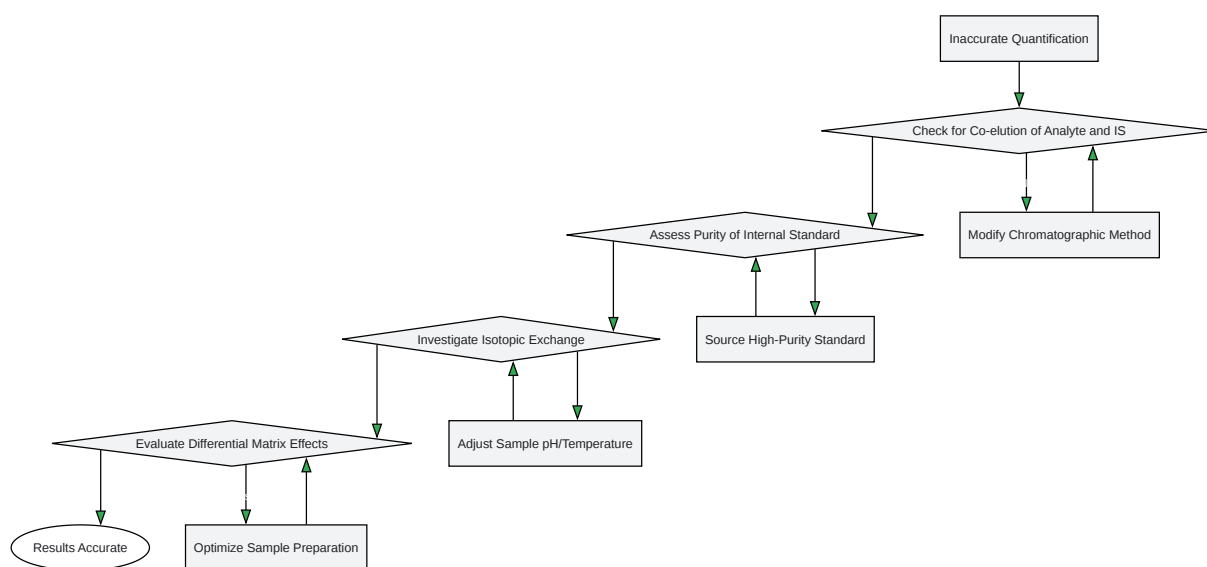 Inaccurate Quantification
Check for Co-elution of Analyte and IS
Modify Chromatographic Method
Assess Purity of Internal Standard
Source High-Purity Standard
Investigate Isotopic Exchange
Adjust Sample pH/Temperature
Evaluate Differential Matrix Effects
Optimize Sample Preparation
Results Accurate